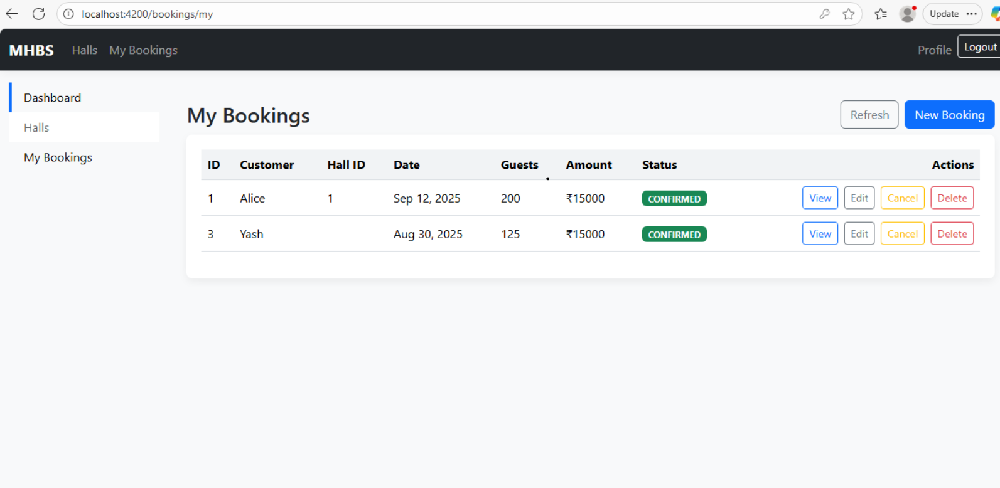 localhost:4200/bookings/my Update
MHBS Halls My Bookings Profile Logout
Dashboard
Halls
My Bookings
My Bookings Refresh New Booking
ID Customer Hall ID Date Guests Amount Status Actions
1 Alice 1 Sep 12, 2025 200 ₹15000 CONFIRMED View Edit Cancel Delete
3 Yash Aug 30, 2025 125 ₹15000 CONFIRMED View Edit Cancel Delete